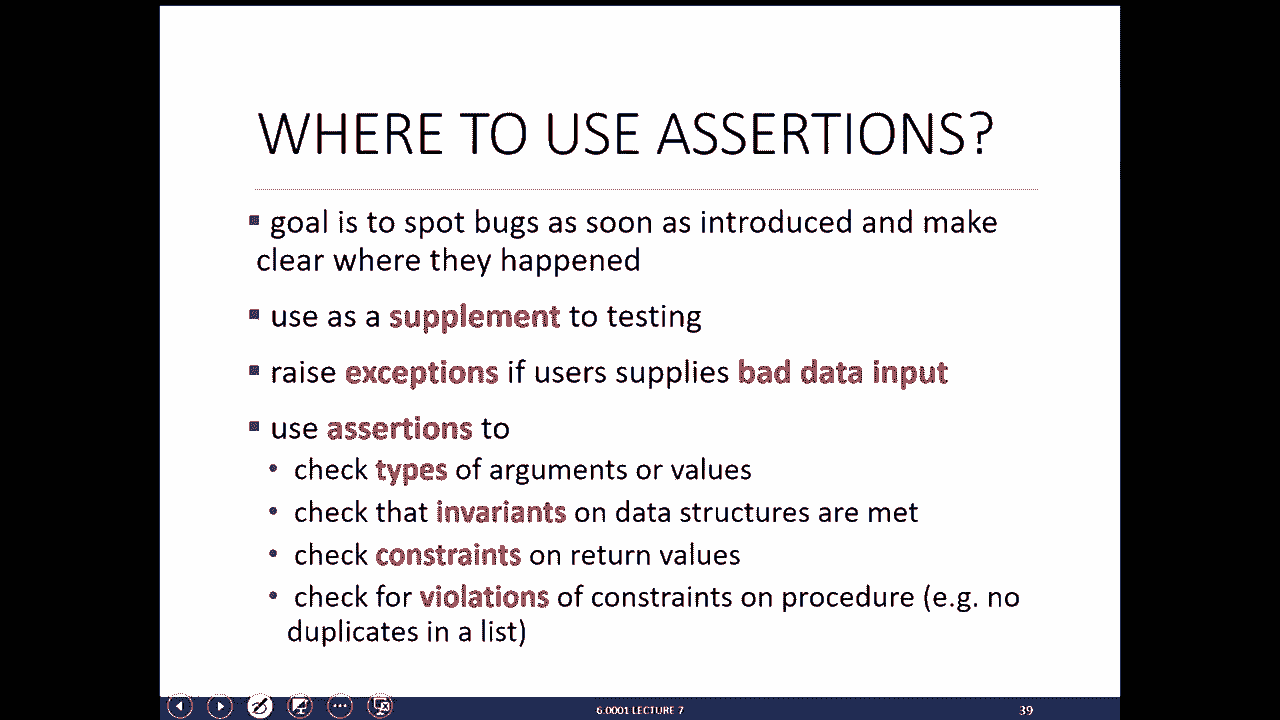 WHERE TO USE ASSERTIONS?
▪ goal is to spot bugs as soon as introduced and make
clear where they happened
▪ use as a supplement to testing
▪ raise exceptions if users supplies bad data input
▪ use assertions to
• check types of arguments or values
• check that invariants on data structures are met
• check constraints on return values
• check for violations of constraints on procedure (e.g. no
duplicates in a list)
6.0001 LECTURE 7
39